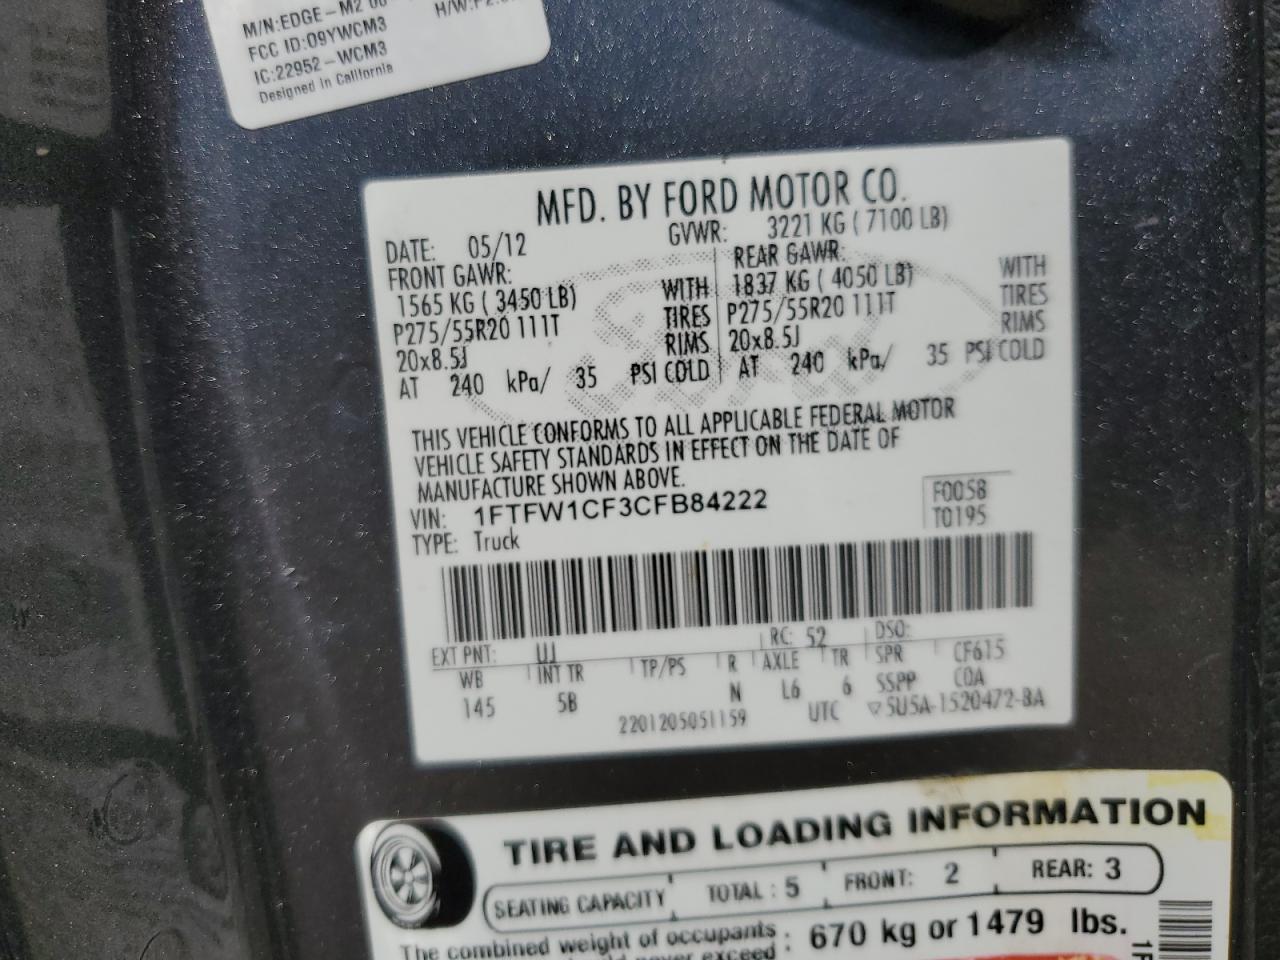 M/N:EDGE-M2
FCC ID:O9YWCM3
IC:22952-WCM3
Designed in California
MFD. BY FORD MOTOR CO.
DATE: 05/12 GVWR: 3221 KG ( 7100 LB)
FRONT GAWR: REAR GAWR:
1565 KG ( 3450 LB) WITH 1837 KG ( 4050 LB) WITH
P275/55R20 111T TIRES P275/55R20 111T TIRES
20x8.5J RIMS 20x8.5J RIMS
AT 240 kPa/ 35 PSI COLD AT 240 kPa/ 35 PSI COLD
THIS VEHICLE CONFORMS TO ALL APPLICABLE FEDERAL MOTOR
VEHICLE SAFETY STANDARDS IN EFFECT ON THE DATE OF
MANUFACTURE SHOWN ABOVE.
VIN: 1FTFW1CF3CFB84222 F0058
TYPE: Truck T0195
EXT PNT: UJ RC: 52 DSO:
WB INT TR TP/PS R AXLE TR SPR CF615
145 5B N L6 6 SSPP COA
2201205051159 UTC ▽5U5A-1520472-BA
TIRE AND LOADING INFORMATION
SEATING CAPACITY TOTAL : 5 FRONT: 2 REAR: 3
The combined weight of occupants : 670 kg or 1479 lbs.